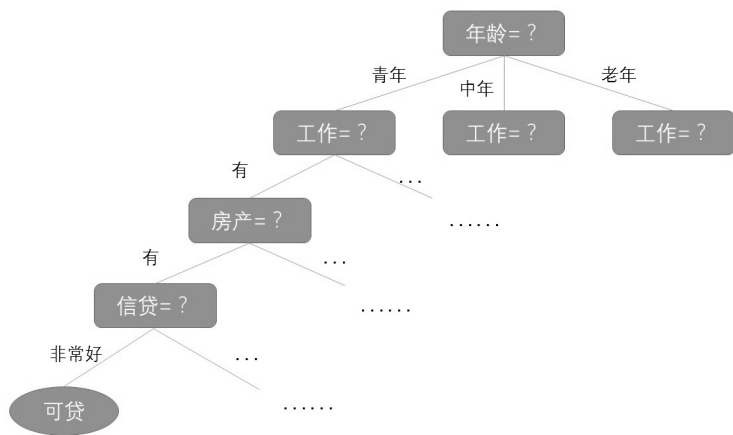 年龄=？
青年
中年
老年
工作=？
工作=？
工作=？
有
...
房产=？
......
有
...
信贷=？
......
非常好
...
可贷
......